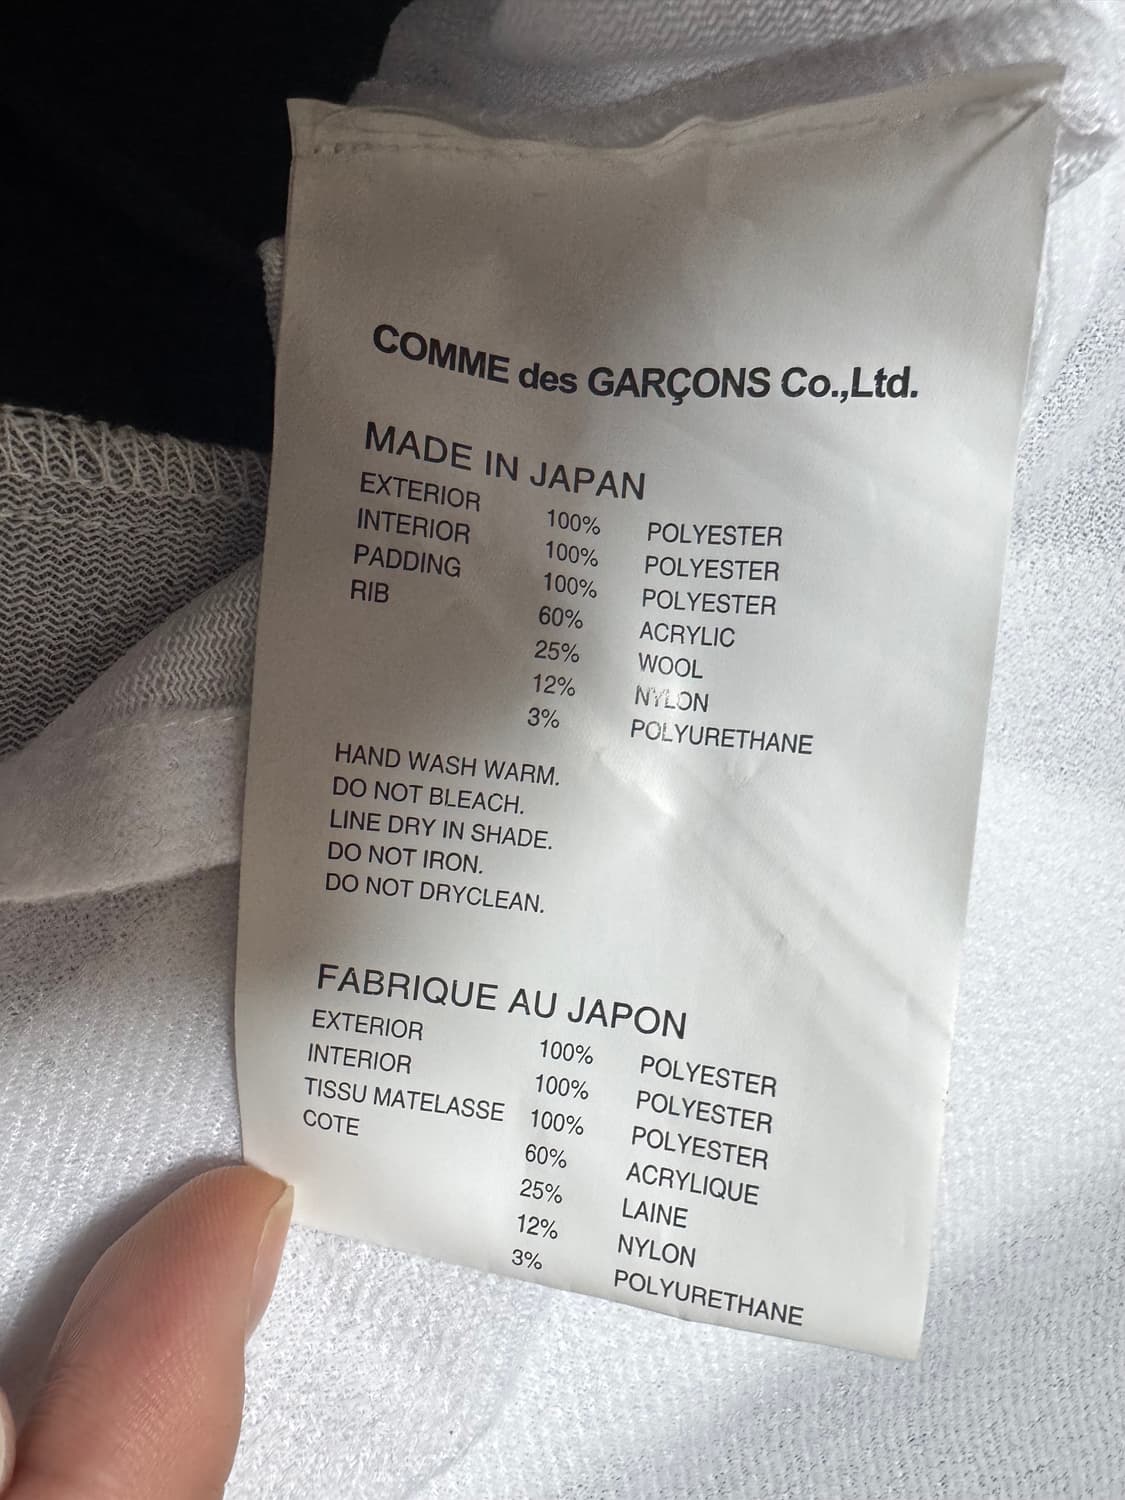 COMME des GARÇONS Co.,Ltd.
MADE IN JAPAN
EXTERIOR 100% POLYESTER
INTERIOR 100% POLYESTER
PADDING 100% POLYESTER
RIB 60% ACRYLIC
25% WOOL
12% NYLON
3% POLYURETHANE
HAND WASH WARM.
DO NOT BLEACH.
LINE DRY IN SHADE.
DO NOT IRON.
DO NOT DRYCLEAN.
FABRIQUE AU JAPON
EXTERIOR 100% POLYESTER
INTERIOR 100% POLYESTER
TISSU MATELASSE 100% POLYESTER
COTE 60% ACRYLIQUE
25% LAINE
12% NYLON
3% POLYURETHANE